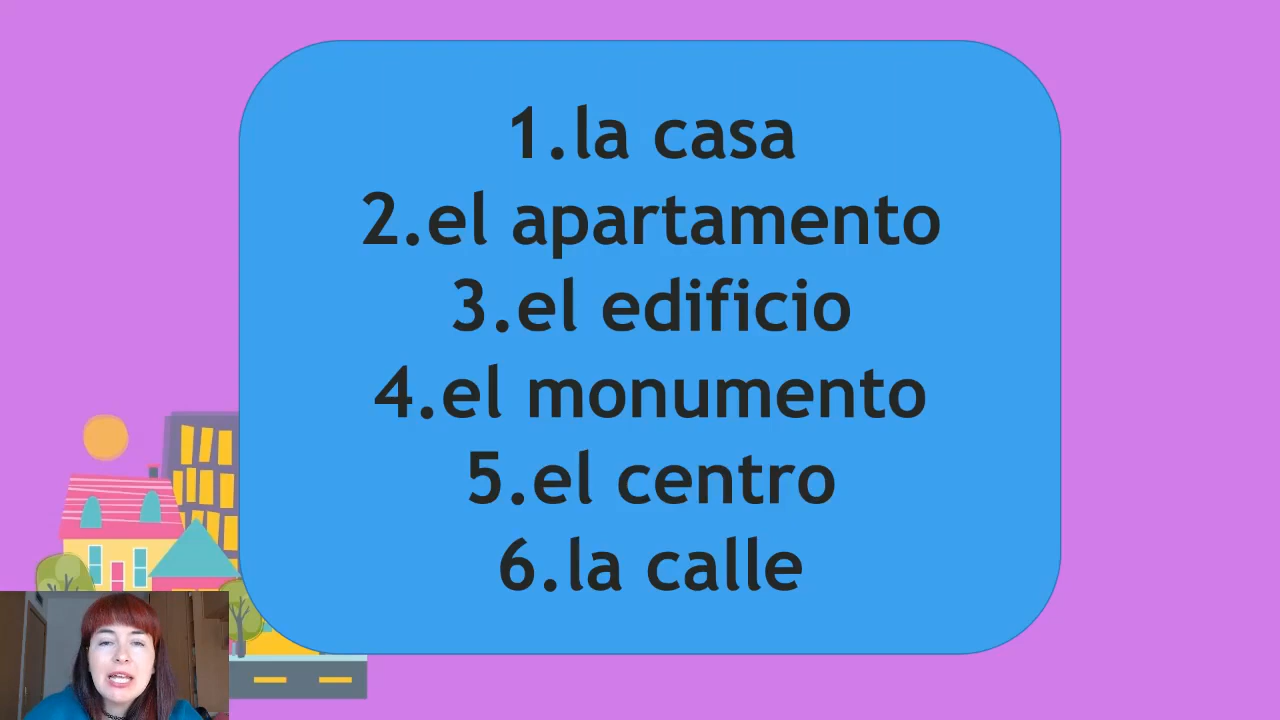 1.la casa
2.el apartamento
3.el edificio
4.el monumento
5.el centro
6.la calle